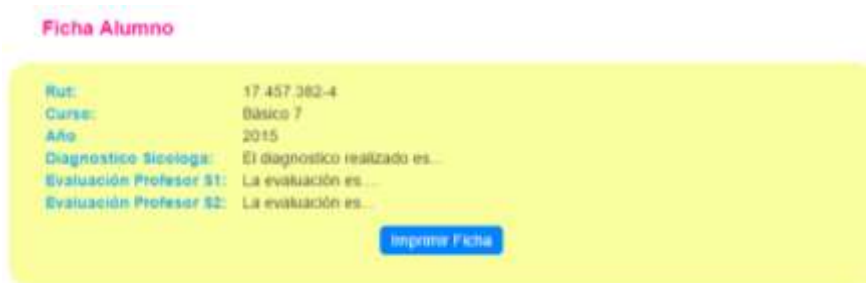 Ficha Alumno
Rut: 17.457.382-4
Curso: Básico 7
Año 2015
Diagnostico Sicologa: El diagnostico realizado es...
Evaluación Profesor S1: La evaluación es....
Evaluación Profesor S2: La evaluación es...
Imprimir Ficha